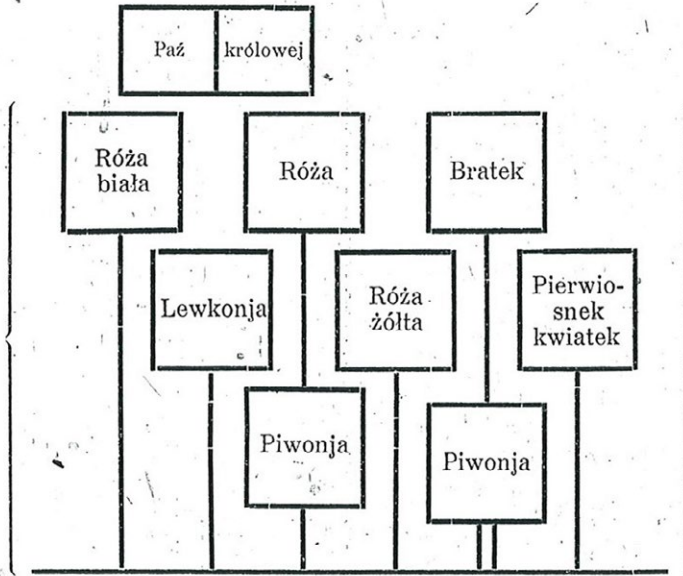 Paź królowej
Róża
biała
Róża
Bratek
Lewkonja
Róża
żółta
Pierwio-
snek
kwiatek
Piwonja
Piwonja